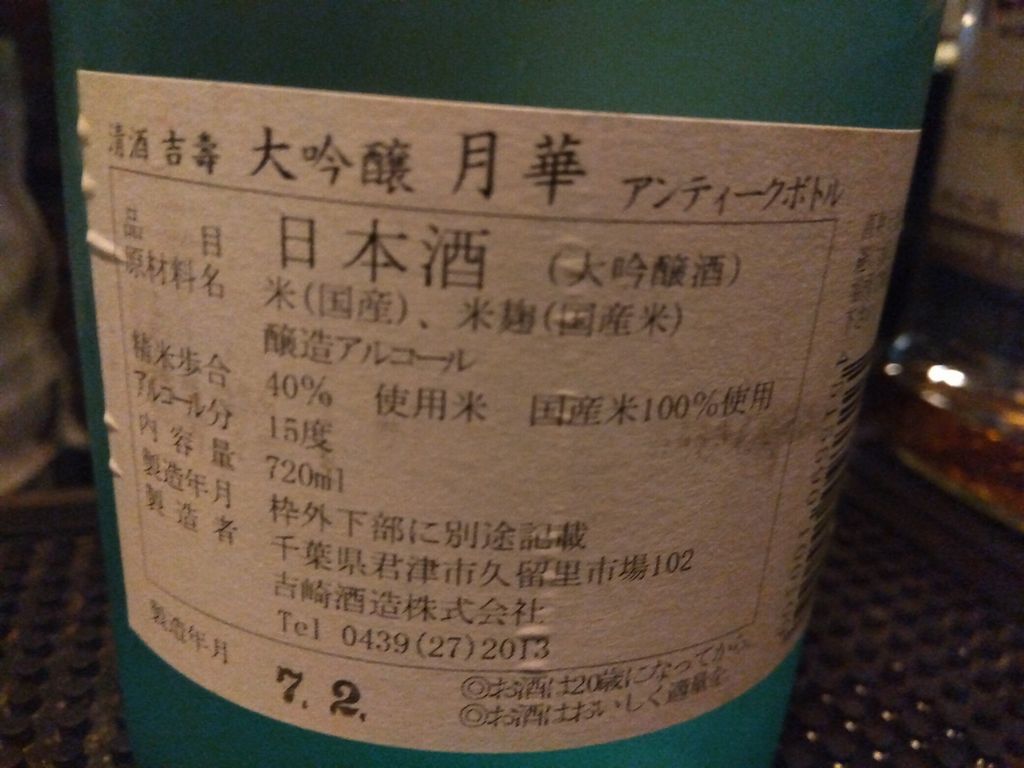 清酒 吉壽 大吟醸 月華 アンティークボトル
品目 日本酒 (大吟醸酒)
原材料名 米(国産)、米麹(国産米)
醸造アルコール
精米歩合 40% 使用米 国産米100%使用
アルコール分 15度
内容量 720ml
製造年月 枠外下部に別途記載
製造者 千葉県君津市久留里市場102
吉崎酒造株式会社
Tel 0439(27)2013
製造年月 7.2.
◎お酒は20歳になってから
◎お酒はおいしく適量を